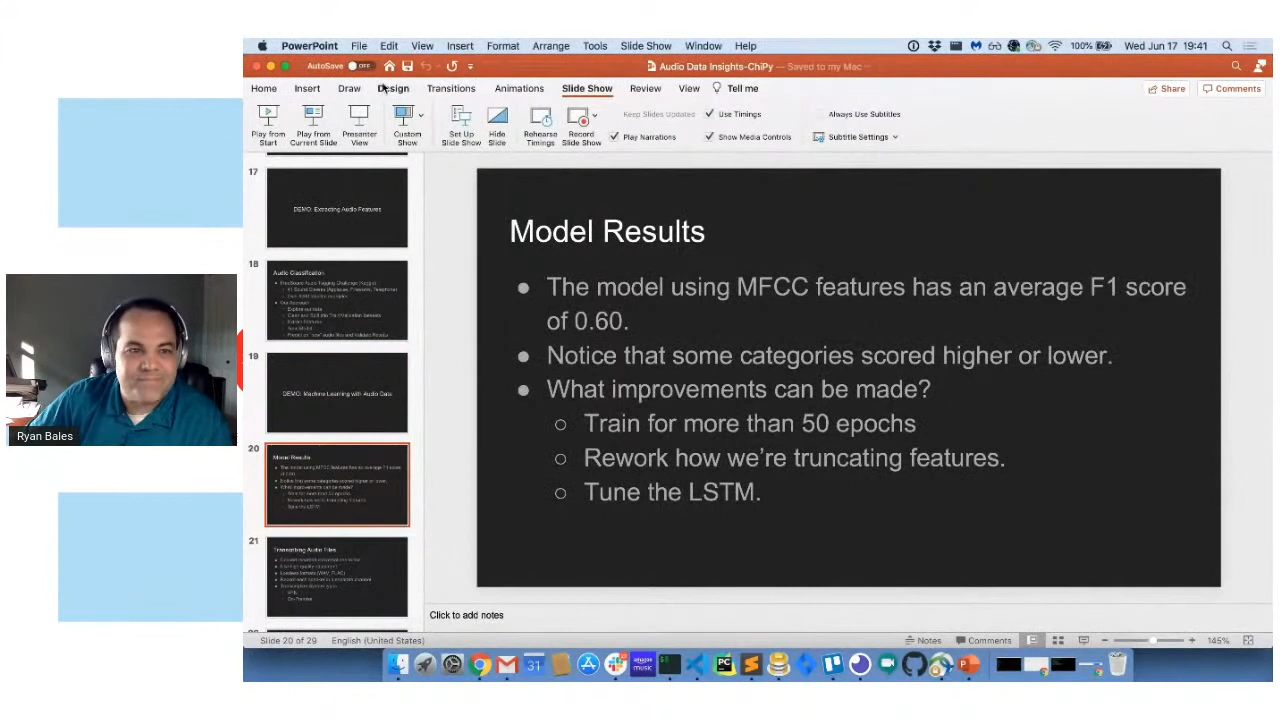 PowerPoint File Edit View Insert Format Arrange Tools Slide Show Window Help 100% Wed Jun 17 19:41
AutoSave OFF Audio Data Insights-ChiPy — Saved to my Mac
Home Insert Draw Design Transitions Animations Slide Show Review View Tell me Share Comments
Play from Start
Play from Current Slide
Presenter View
Custom Show
Set Up Slide Show
Hide Slide
Keep Slides Updated
Rehearse Timings
Record Slide Show
Play Narrations
Use Timings
Show Media Controls
Always Use Subtitles
Subtitle Settings
17
DEMO: Extracting Audio Features
18
Audio Classification
19
DEMO: Machine Learning with Audio Data
20
Model Results
21
Transcribing Audio Files
Model Results
The model using MFCC features has an average F1 score
of 0.60.
Notice that some categories scored higher or lower.
What improvements can be made?
Train for more than 50 epochs
Rework how we're truncating features.
Tune the LSTM.
Ryan Bales
Click to add notes
Slide 20 of 29 English (United States) Notes Comments 145%
31
amazon music
PC